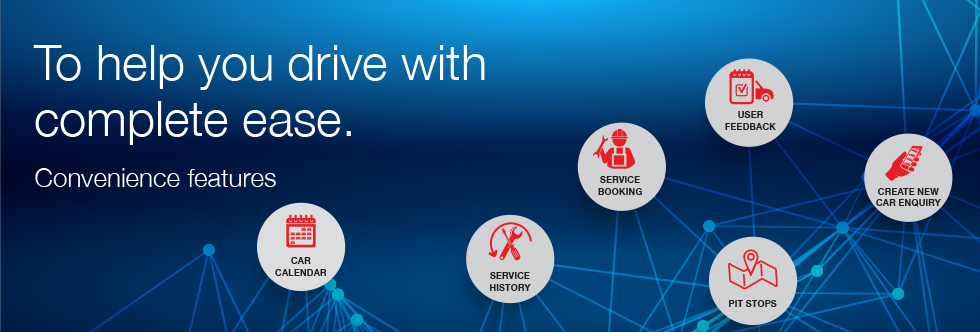 To help you drive with
complete ease.
Convenience features
CAR
CALENDAR
SERVICE
HISTORY
SERVICE
BOOKING
USER
FEEDBACK
PIT STOPS
CREATE NEW
CAR ENQUIRY